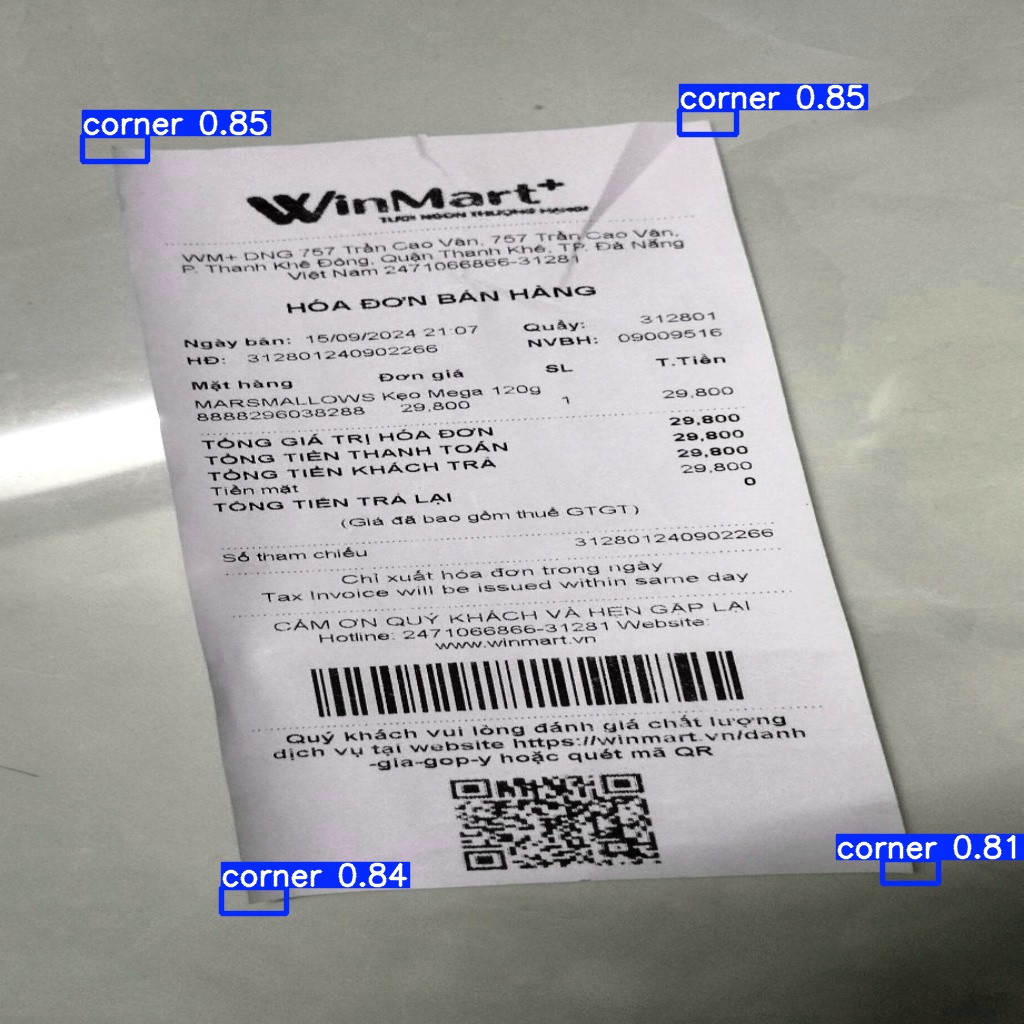 corner 0.85
corner 0.85
WinMart+
TƯƠI NGON THƯỢNG HẠNG!
WM+ DNG 757 Trần Cao Vân, 757 Trần Cao Vân,
P. Thanh Khê Đông, Quận Thanh Khê, TP. Đà Nẵng
Việt Nam 2471066866-31281
HÓA ĐƠN BÁN HÀNG
Ngày bán: 15/09/2024 21:07 Quầy: 312801
HĐ: 312801240902266 NVBH: 09009516
Mặt hàng Đơn giá SL T.Tiền
MARSMALLOWS Kẹo Mega 120g
8888296038288 29,800 1 29,800
TỔNG GIÁ TRỊ HÓA ĐƠN 29,800
TỔNG TIỀN THANH TOÁN 29,800
TỔNG TIỀN KHÁCH TRẢ 29,800
Tiền mặt 29,800
TỔNG TIỀN TRẢ LẠI 0
(Giá đã bao gồm thuế GTGT)
Số tham chiếu 312801240902266
Chỉ xuất hóa đơn trong ngày
Tax Invoice will be issued within same day
CẢM ƠN QUÝ KHÁCH VÀ HẸN GẶP LẠI
Hotline: 2471066866-31281 Website:
www.winmart.vn
Quý khách vui lòng đánh giá chất lượng
dịch vụ tại website https://winmart.vn/danh
-gia-gop-y hoặc quét mã QR
corner 0.81
corner 0.84